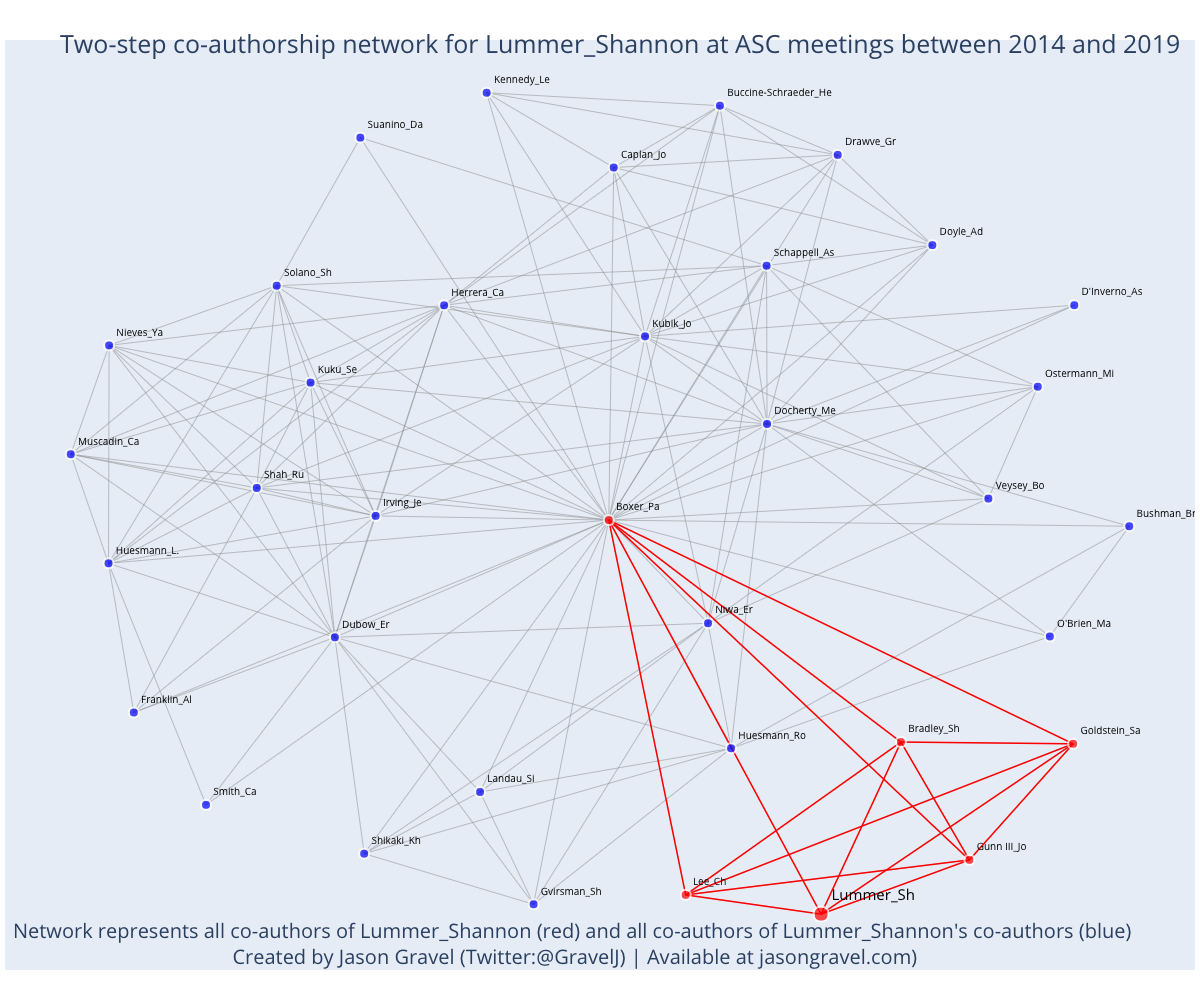 Two-step co-authorship network for Lummer_Shannon at ASC meetings between 2014 and 2019
Kennedy_Le
Buccine-Schraeder_He
Suanino_Da
Drawve_Gr
Caplan_Jo
Doyle_Ad
Schappell_As
Solano_Sh
Herrera_Ca
D'Inverno_As
Kubik_Jo
Nieves_Ya
Kuku_Se
Ostermann_Mi
Docherty_Me
Muscadin_Ca
Shah_Ru
Veysey_Bo
Irving_Je
Boxer_Pa
Bushman_Br
Huesmann_L.
Niwa_Er
Dubow_Er
O'Brien_Ma
Franklin_Al
Bradley_Sh
Goldstein_Sa
Huesmann_Ro
Landau_Si
Smith_Ca
Shikaki_Kh
Gunn III_Jo
Lee_Ch
Gvirsman_Sh
Lummer_Sh
Network represents all co-authors of Lummer_Shannon (red) and all co-authors of Lummer_Shannon's co-authors (blue)
Created by Jason Gravel (Twitter:@GravelJ) | Available at jasongravel.com)